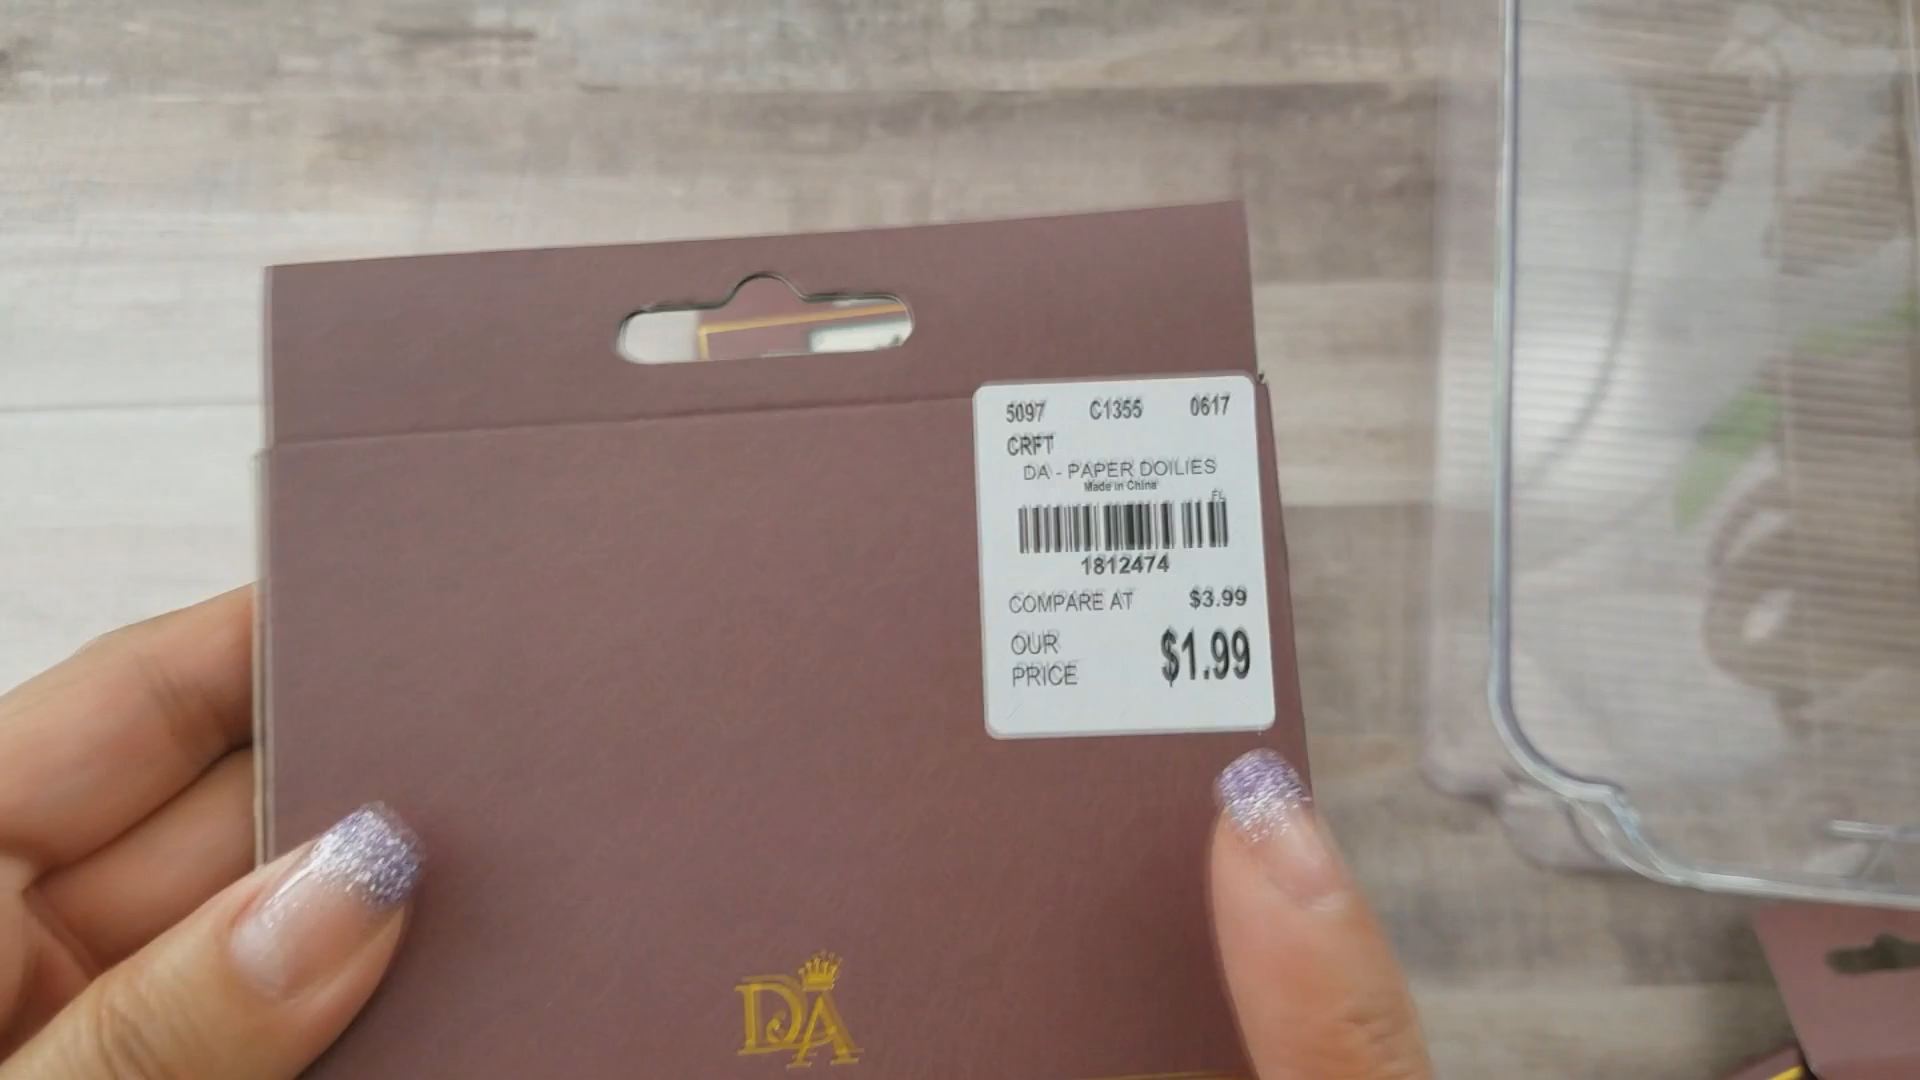 5097 C1355 0617
CRFT
DA - PAPER DOILIES
Made in China
FL
1812474
COMPARE AT $3.99
OUR
PRICE $1.99
DA